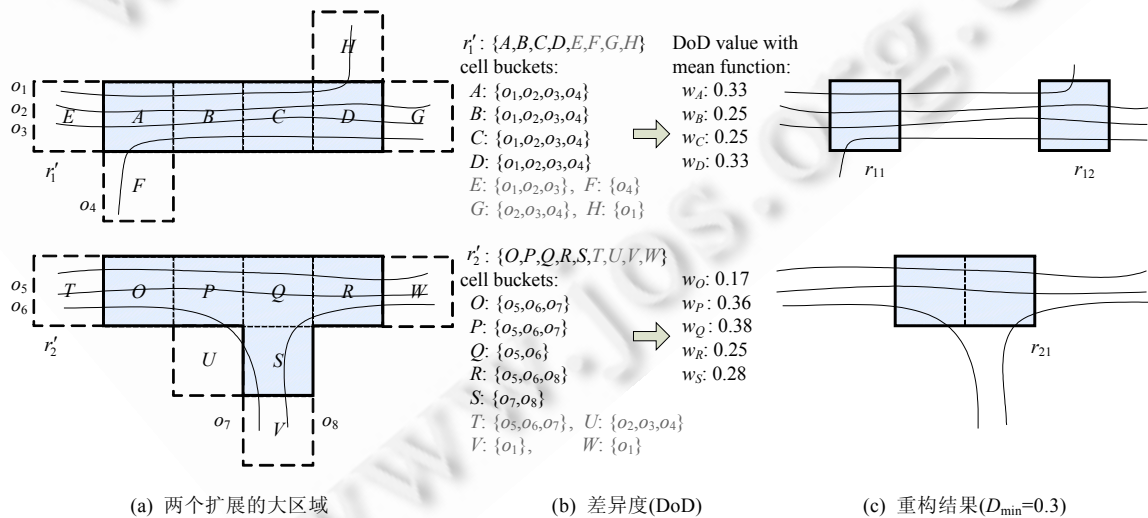 o1
o2
o3
E A B C D G
H
F
r1′
o4
r1′: {A,B,C,D,E,F,G,H}
cell buckets:
A: {o1,o2,o3,o4}
B: {o1,o2,o3,o4}
C: {o1,o2,o3,o4}
D: {o1,o2,o3,o4}
E: {o1,o2,o3}, F: {o4}
G: {o2,o3,o4}, H: {o1}
DoD value with
mean function:
wA: 0.33
wB: 0.25
wC: 0.25
wD: 0.33
r11
r12
o5
o6
T O P Q R W
r2′
U S
o7 V o8
r2′: {O,P,Q,R,S,T,U,V,W}
cell buckets:
O: {o5,o6,o7}
P: {o5,o6,o7}
Q: {o5,o6}
R: {o5,o6,o8}
S: {o7,o8}
T: {o5,o6,o7}, U: {o2,o3,o4}
V: {o1}, W: {o1}
wO: 0.17
wP: 0.36
wQ: 0.38
wR: 0.25
wS: 0.28
r21
(a) 两个扩展的大区域
(b) 差异度(DoD)
(c) 重构结果(Dmin=0.3)
www.jos.org.cn